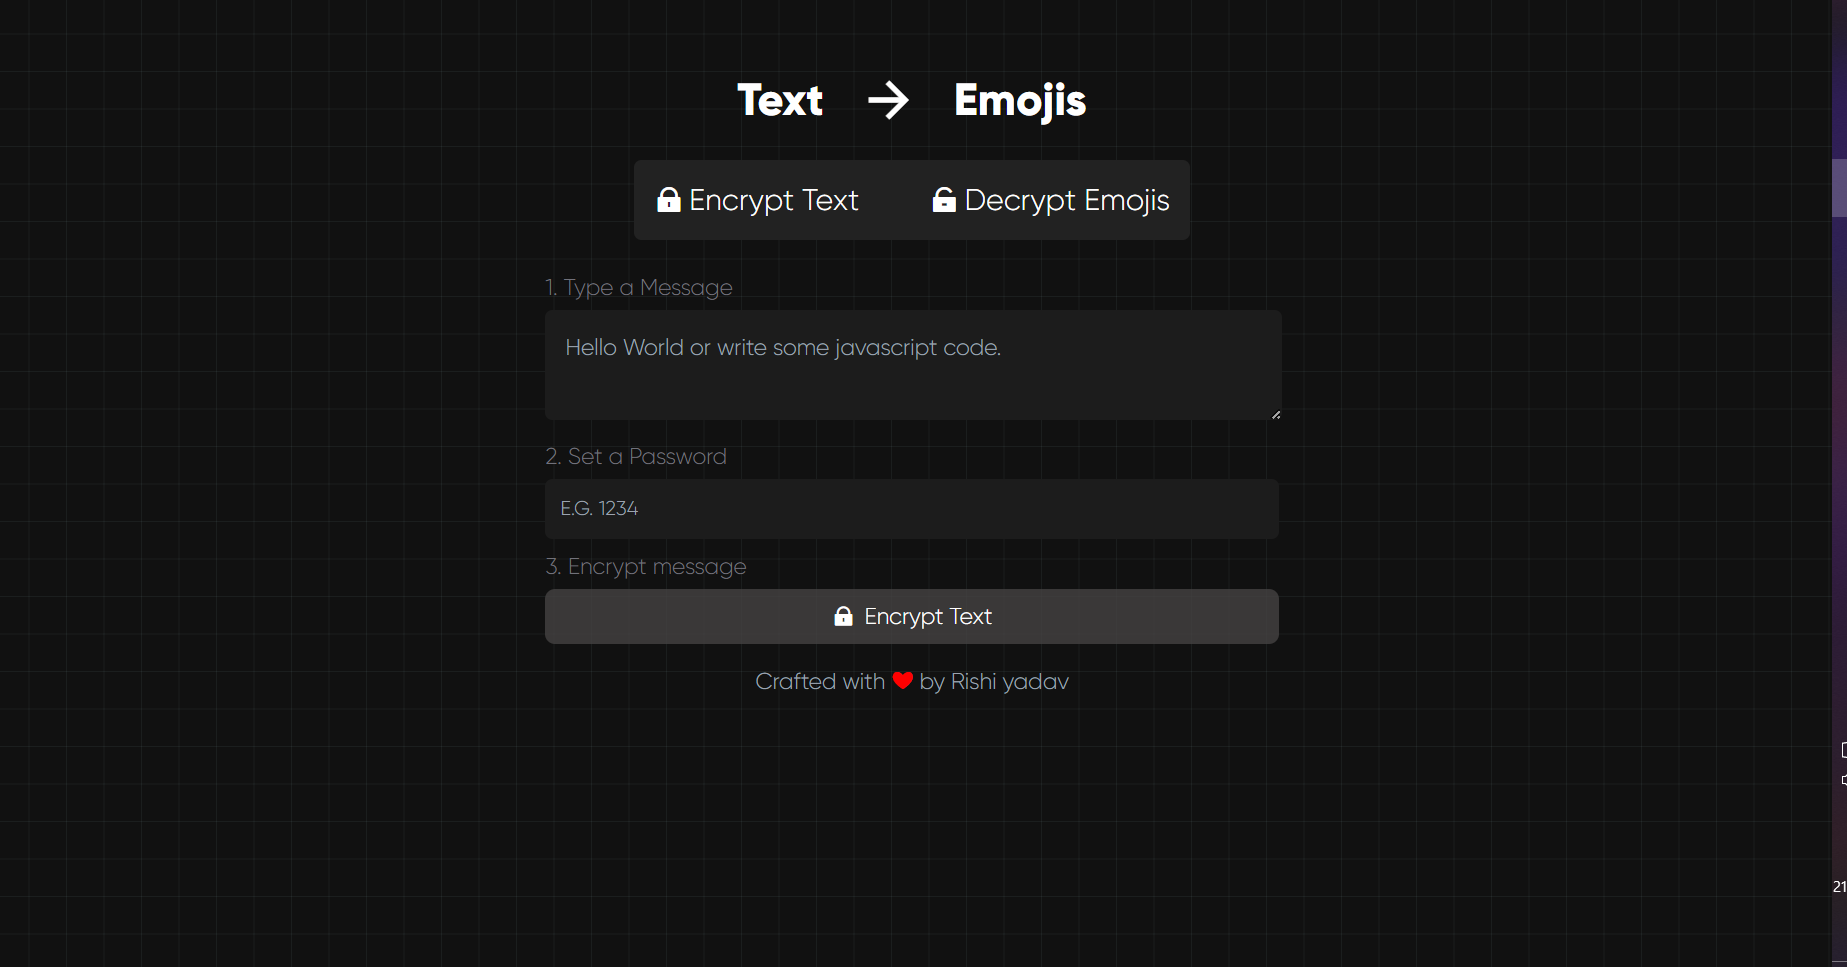 Text → Emojis
Encrypt Text Decrypt Emojis
1. Type a Message
Hello World or write some javascript code.
2. Set a Password
E.G. 1234
3. Encrypt message
Encrypt Text
Crafted with ❤ by Rishi yadav
21